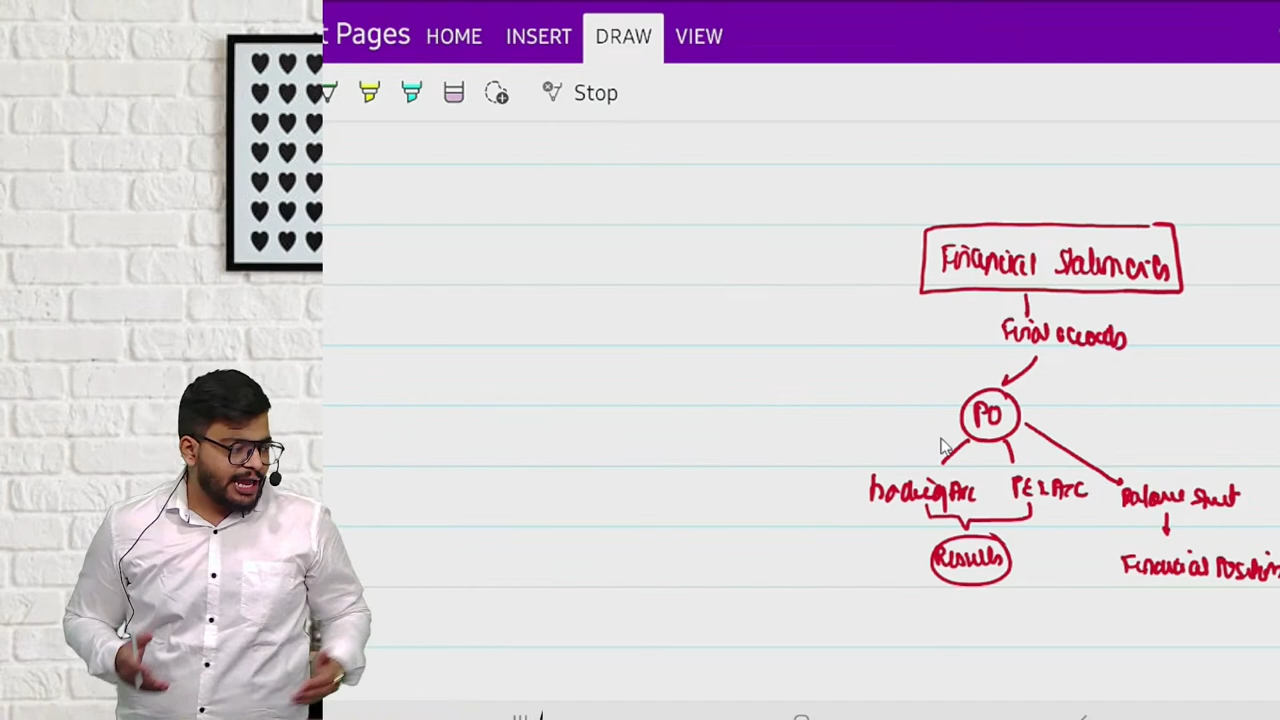 t Pages HOME INSERT DRAW VIEW
Stop
Financial Statements
Final accounts
PO
Trading A/c P&L A/C Balance Sheet
Results Financial Position